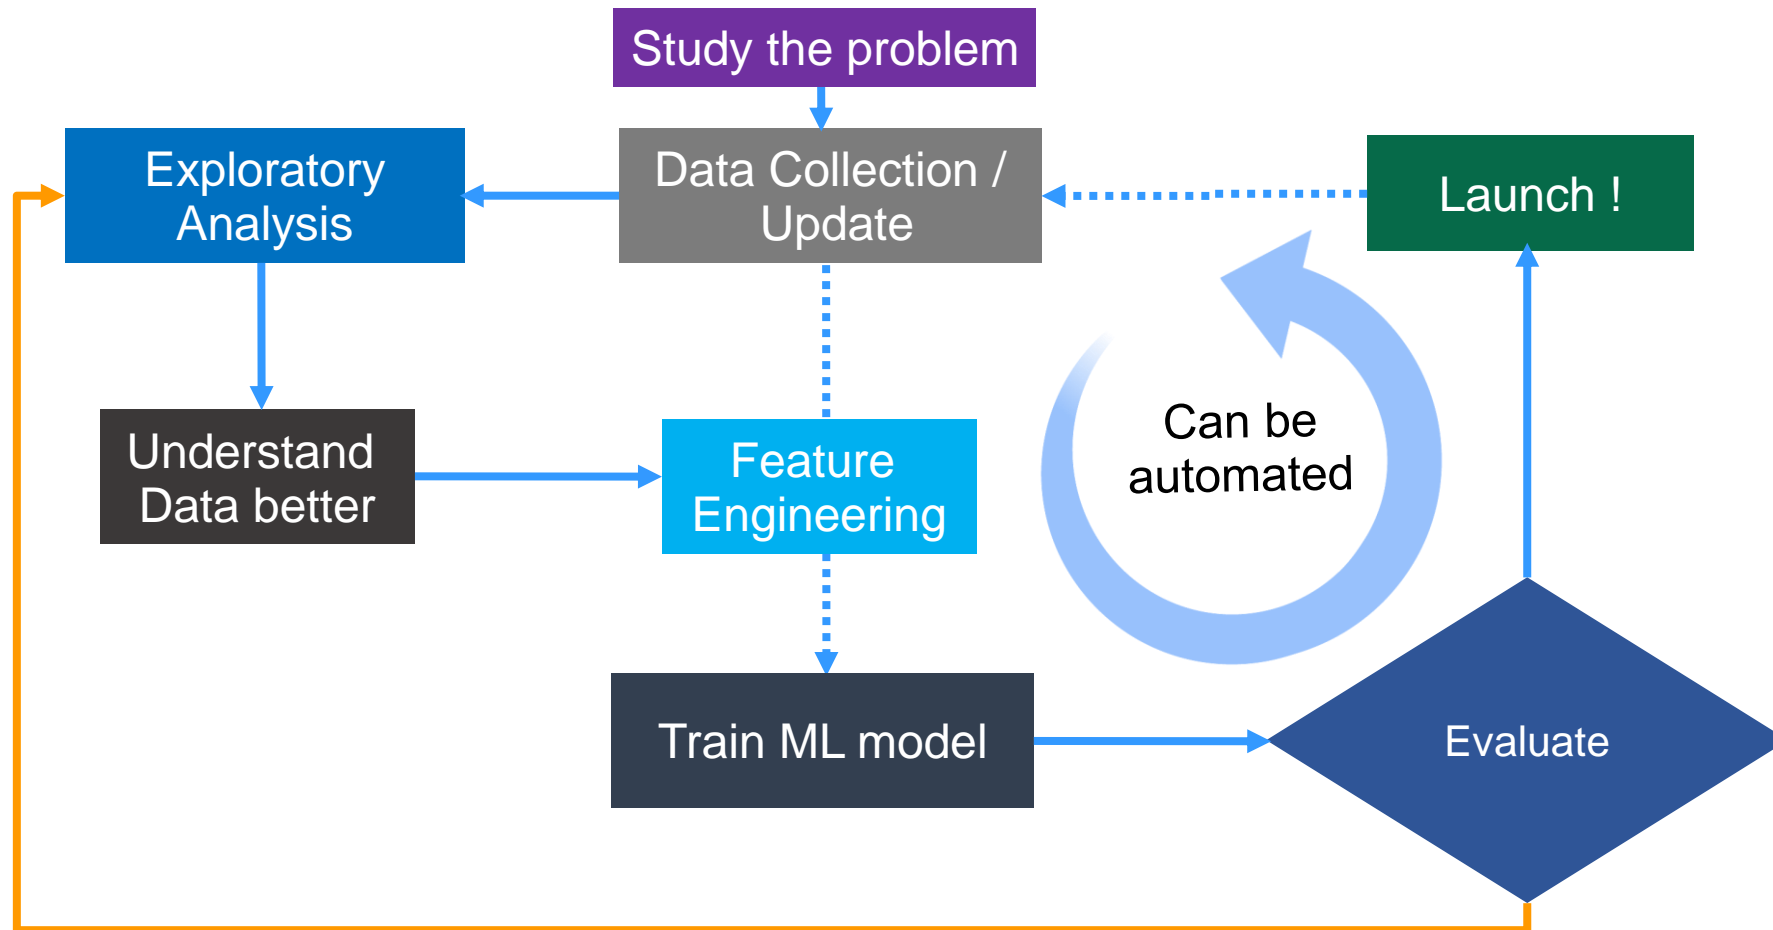 Study the problem
Exploratory
Analysis
Data Collection /
Update
Launch !
Understand
Data better
Feature
Engineering
Can be
automated
Train ML model
Evaluate